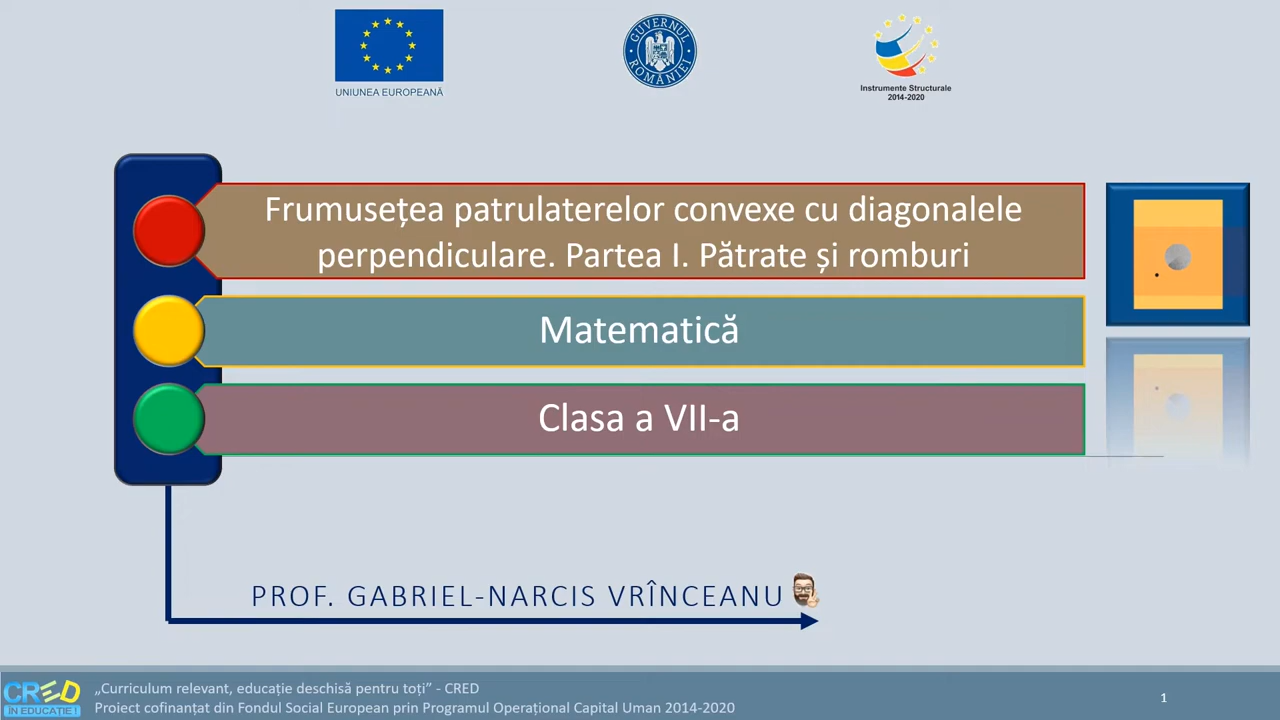 UNIUNEA EUROPEANĂ
GUVERNUL ROMÂNIEI
Instrumente Structurale
2014-2020
Frumusețea patrulaterelor convexe cu diagonalele
perpendiculare. Partea I. Pătrate și romburi
Matematică
Clasa a VII-a
PROF. GABRIEL-NARCIS VRÎNCEANU
CRED
ÎN EDUCAȚIE !
„Curriculum relevant, educație deschisă pentru toți” - CRED
Proiect cofinanțat din Fondul Social European prin Programul Operațional Capital Uman 2014-2020
1